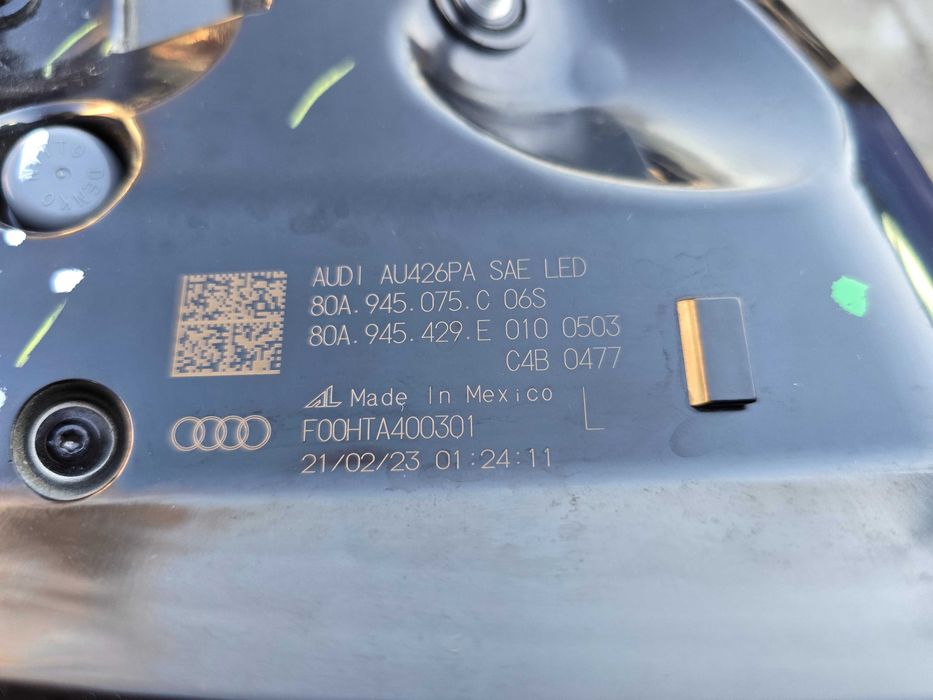 AUDI AU426PA SAE LED
80A.945.075.C 06S
80A.945.429.E 010 0503
C4B 0477
AL Made In Mexico
L
F00HTA400301
21/02/23 01:24:11